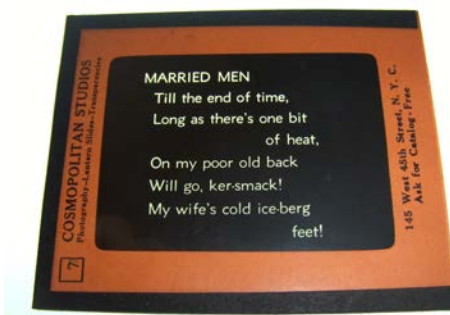 COSMOPOLITAN STUDIOS
Photography-Lantern Slides-Transparencies
7
MARRIED MEN
Till the end of time,
Long as there's one bit
of heat,
On my poor old back
Will go, ker-smack!
My wife's cold ice-berg
feet!
145 West 45th Street, N. Y. C.
Ask for Catalog - Free